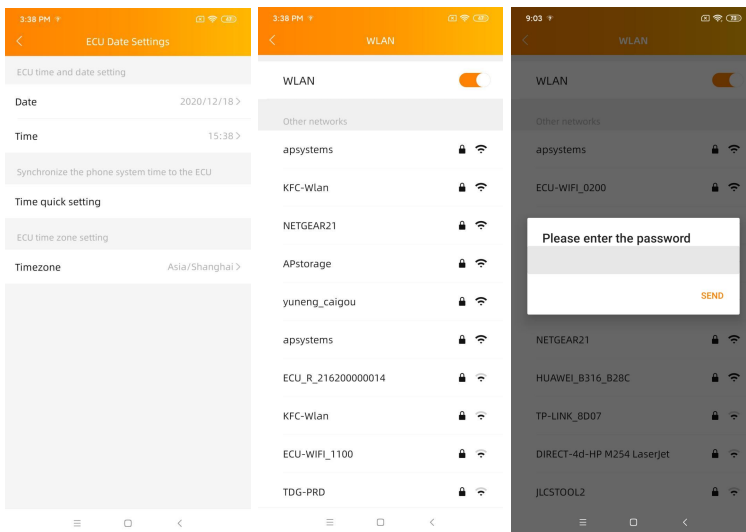 3:38 PM
ECU Date Settings
ECU time and date setting
Date 2020/12/18
Time 15:38
Synchronize the phone system time to the ECU
Time quick setting
ECU time zone setting
Timezone Asia/Shanghai
3:38 PM
WLAN
WLAN
Other networks
apsystems
KFC-Wlan
NETGEAR21
APstorage
yuneng_caigou
apsystems
ECU_R_216200000014
KFC-Wlan
ECU-WIFI_1100
TDG-PRD
9:03
WLAN
WLAN
Other networks
apsystems
ECU-WIFI_0200
Please enter the password
SEND
NETGEAR21
HUAWEI_B316_B28C
TP-LINK_8D07
DIRECT-4d-HP M254 LaserJet
JLCSTOOL2